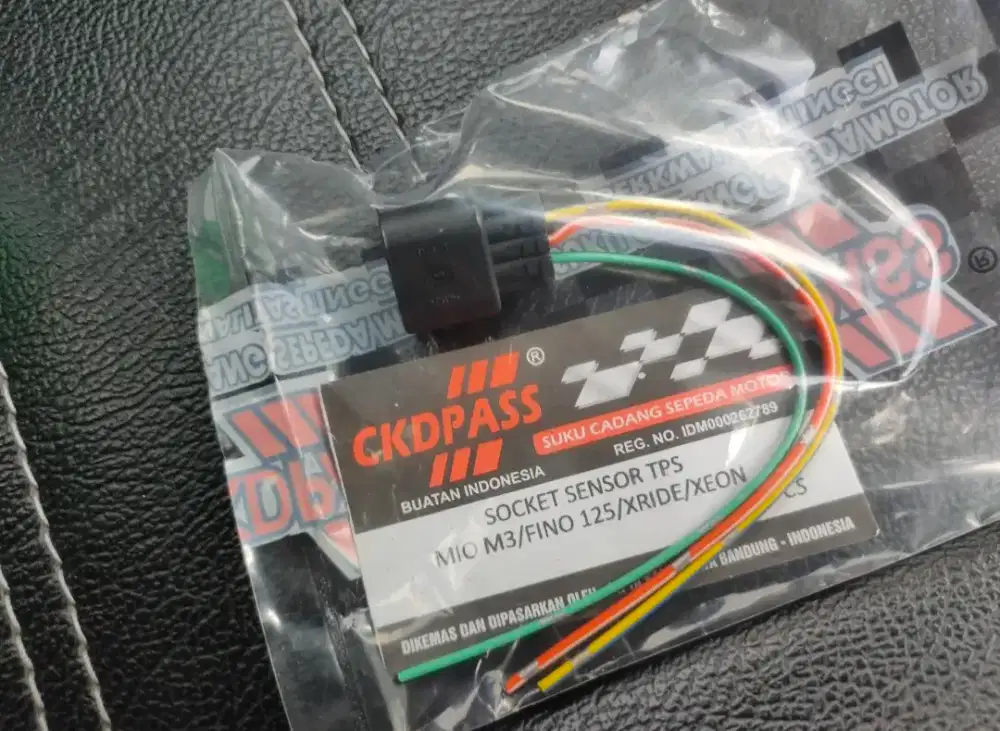 CKDPASS ®
BUATAN INDONESIA
SUKU CADANG SEPEDA MOTOR
REG. NO. IDM000262789
SOCKET SENSOR TPS
MIO M3/FINO 125/XRIDE/XEON
CS
DIKEMAS DAN DIPASARKAN OLEH
BANDUNG - INDONESIA
®